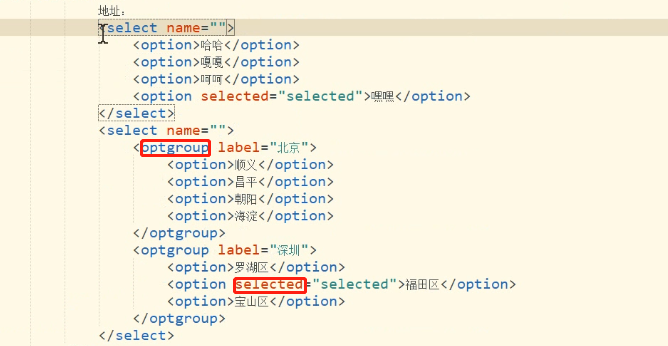 地址:
<select name="">
<option>哈哈</option>
<option>嘎嘎</option>
<option>呵呵</option>
<option selected="selected">嘿嘿</option>
</select>
<select name="">
<optgroup label="北京">
<option>顺义</option>
<option>昌平</option>
<option>朝阳</option>
<option>海淀</option>
</optgroup>
<optgroup label="深圳">
<option>罗湖区</option>
<option selected="selected">福田区</option>
<option>宝山区</option>
</optgroup>
</select>